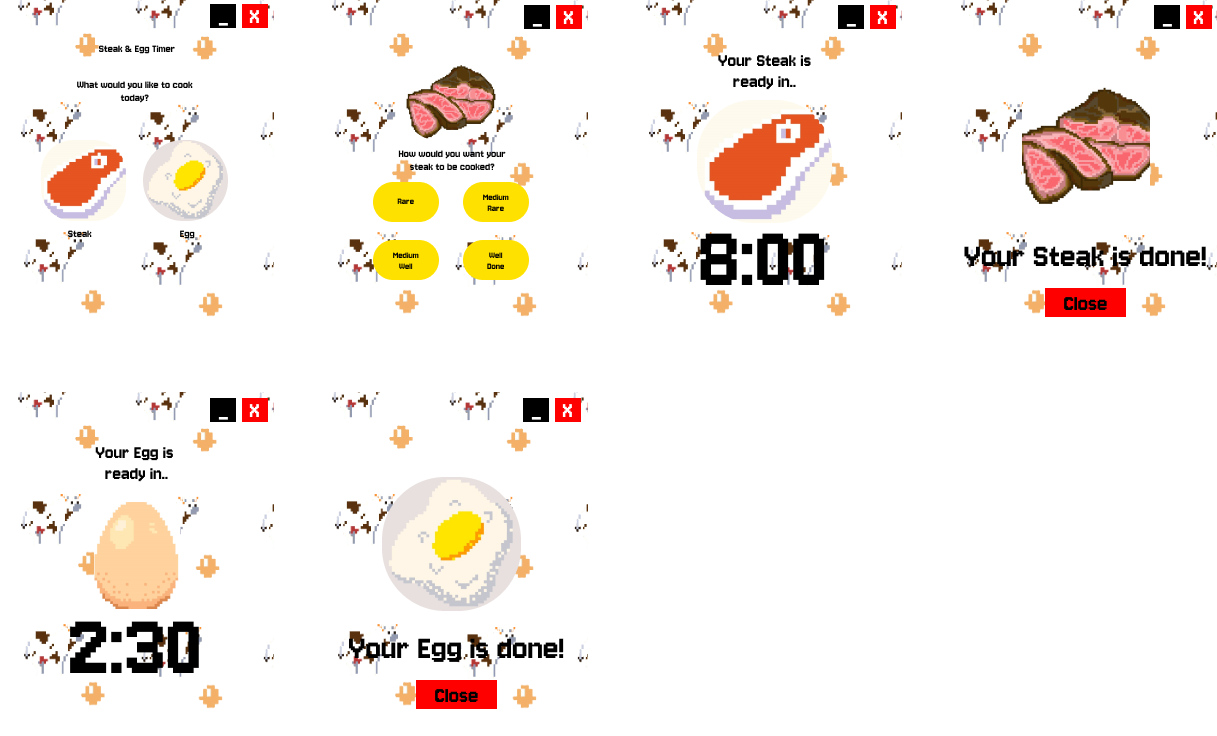 _ X
Steak & Egg Timer
What would you like to cook
today?
Steak
Egg
_ X
How would you want your
steak to be cooked?
Rare
Medium
Rare
Medium
Well
Well
Done
_ X
Your Steak is
ready in..
8:00
_ X
Your Steak is done!
Close
_ X
Your Egg is
ready in..
2:30
_ X
Your Egg is done!
Close